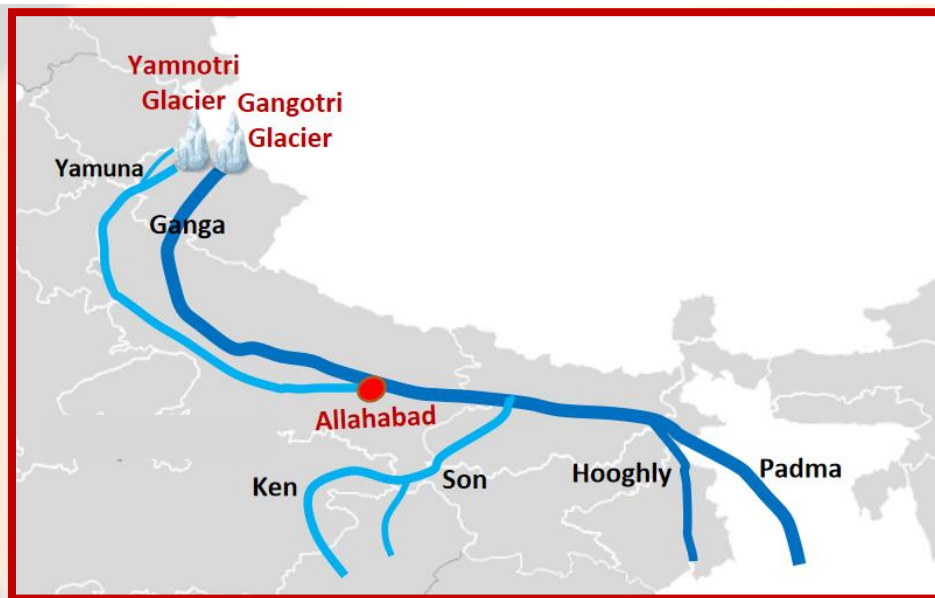 Yamnotri
Glacier
Gangotri
Glacier
Yamuna
Ganga
Allahabad
Ken
Son
Hooghly
Padma